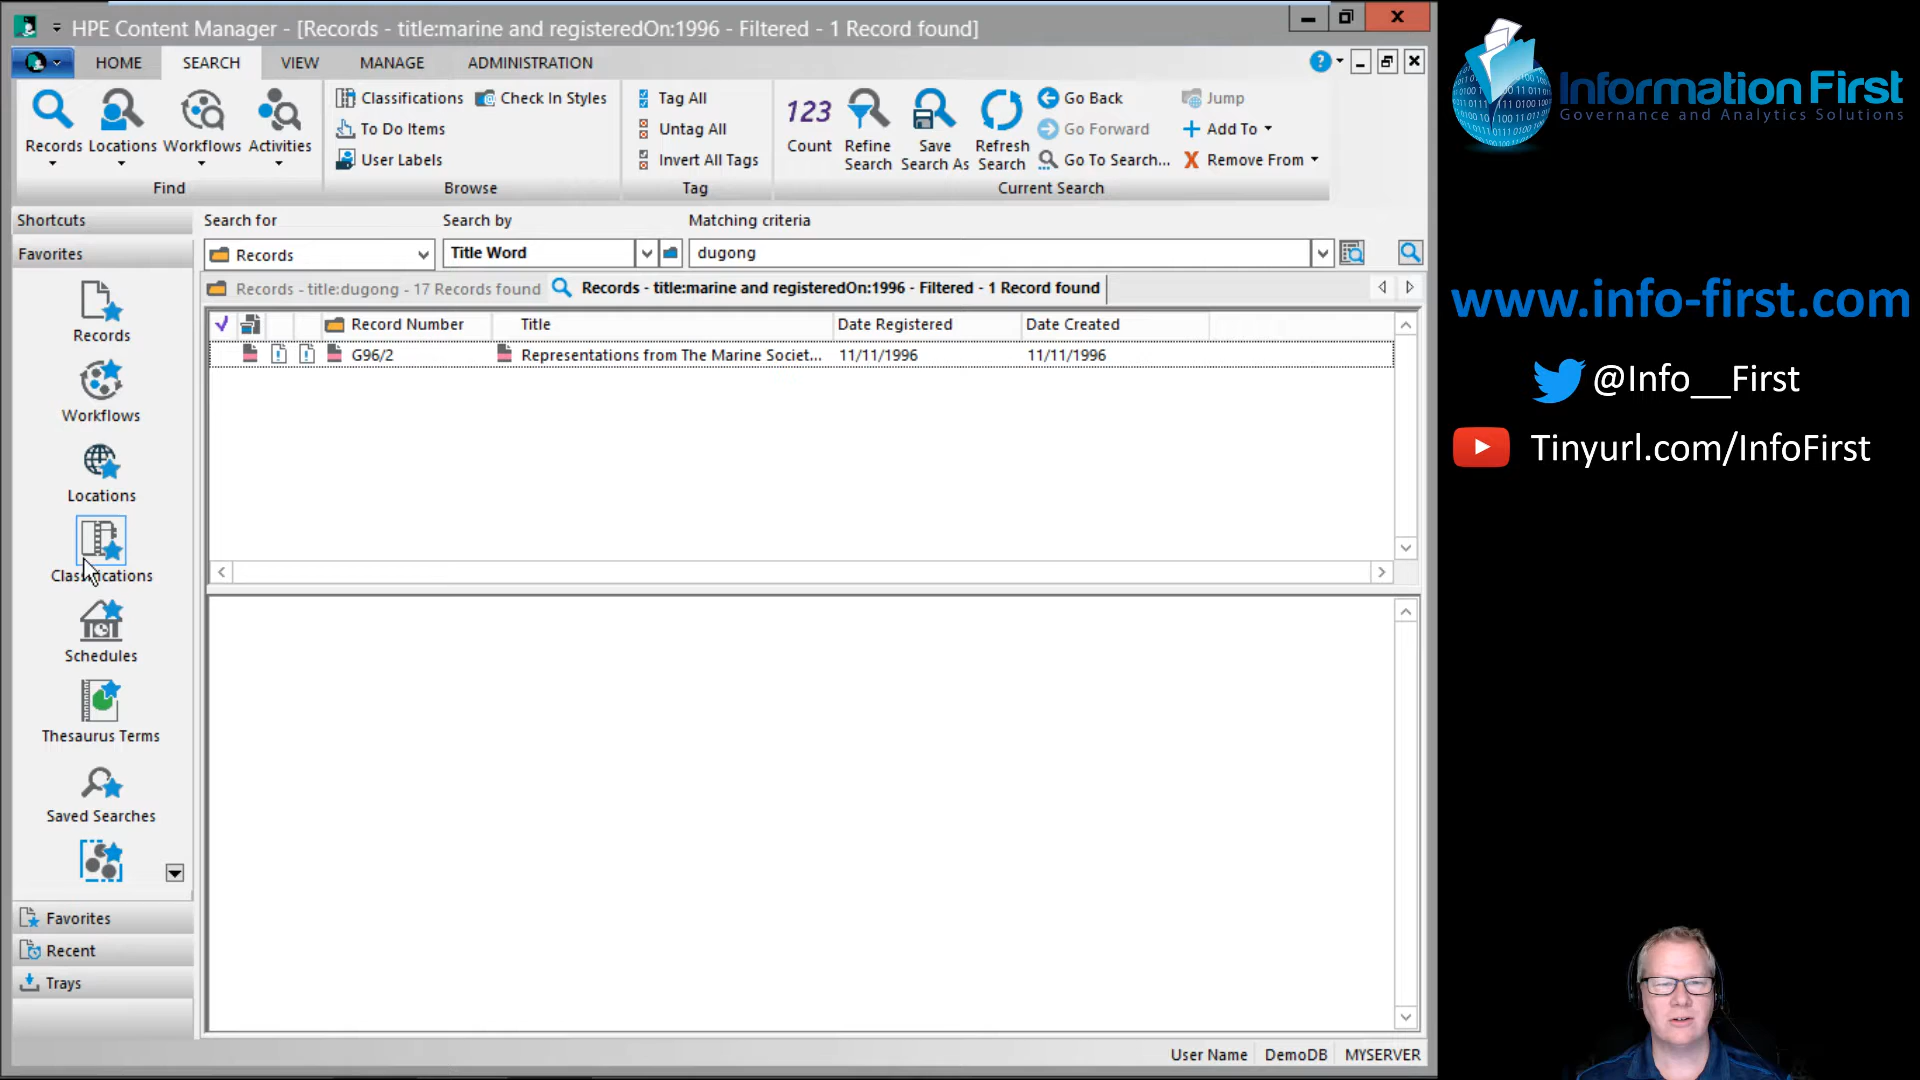 HPE Content Manager - [Records - title:marine and registeredOn:1996 - Filtered - 1 Record found]
HOME SEARCH VIEW MANAGE ADMINISTRATION
Records Locations Workflows Activities
Find
Classifications Check In Styles
To Do Items
User Labels
Browse
Tag All
Untag All
Invert All Tags
Tag
123
Count
Refine Search
Save Search As
Refresh Search
Go Back
Go Forward
Go To Search...
Jump
Add To
Remove From
Current Search
Shortcuts
Favorites
Records
Workflows
Locations
Classifications
Schedules
Thesaurus Terms
Saved Searches
Favorites
Recent
Trays
Search for Search by Matching criteria
Records Title Word dugong
Records - title:dugong - 17 Records found Records - title:marine and registeredOn:1996 - Filtered - 1 Record found
Record Number Title Date Registered Date Created
G96/2 Representations from The Marine Societ... 11/11/1996 11/11/1996
User Name DemoDB MYSERVER
Information First
Governance and Analytics Solutions
www.info-first.com
@Info__First
Tinyurl.com/InfoFirst